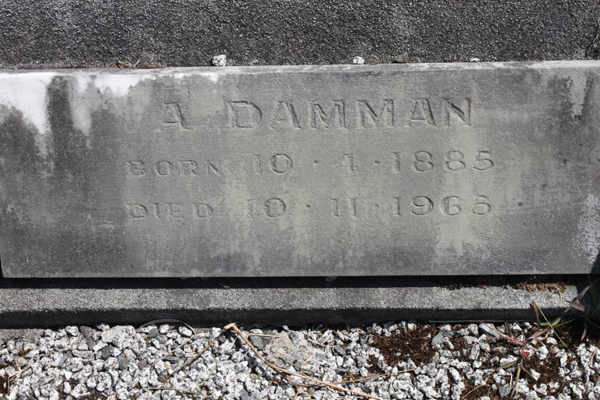 A DAMMAN
BORN 10 · 4 · 1885
DIED 10 · 11 · 1965